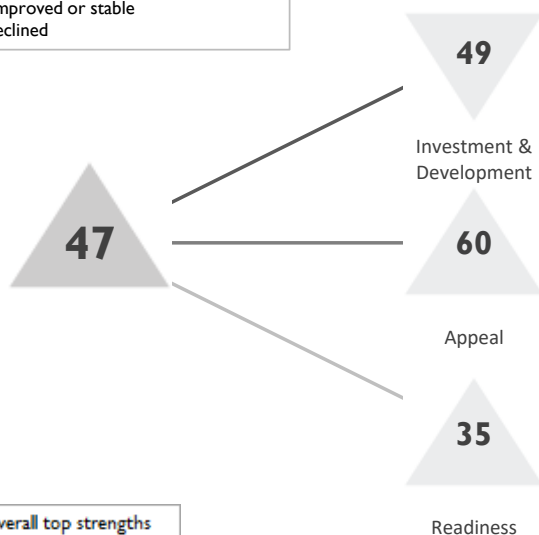 mproved or stable
eclined
49
Investment &
Development
47
60
Appeal
35
Readiness
verall top strengths